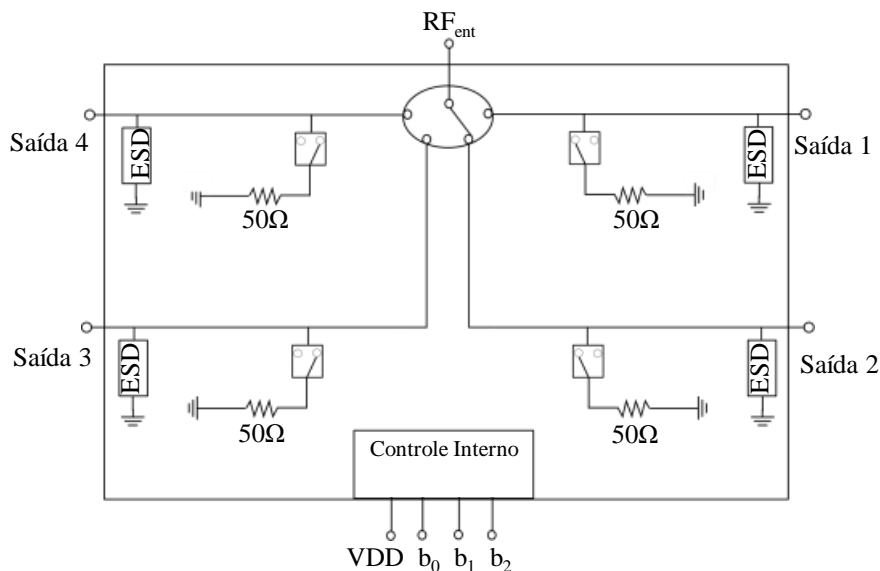 RFent
Saída 4
ESD
50Ω
50Ω
ESD
Saída 1
Saída 3
ESD
50Ω
50Ω
ESD
Saída 2
Controle Interno
VDD b0 b1 b2